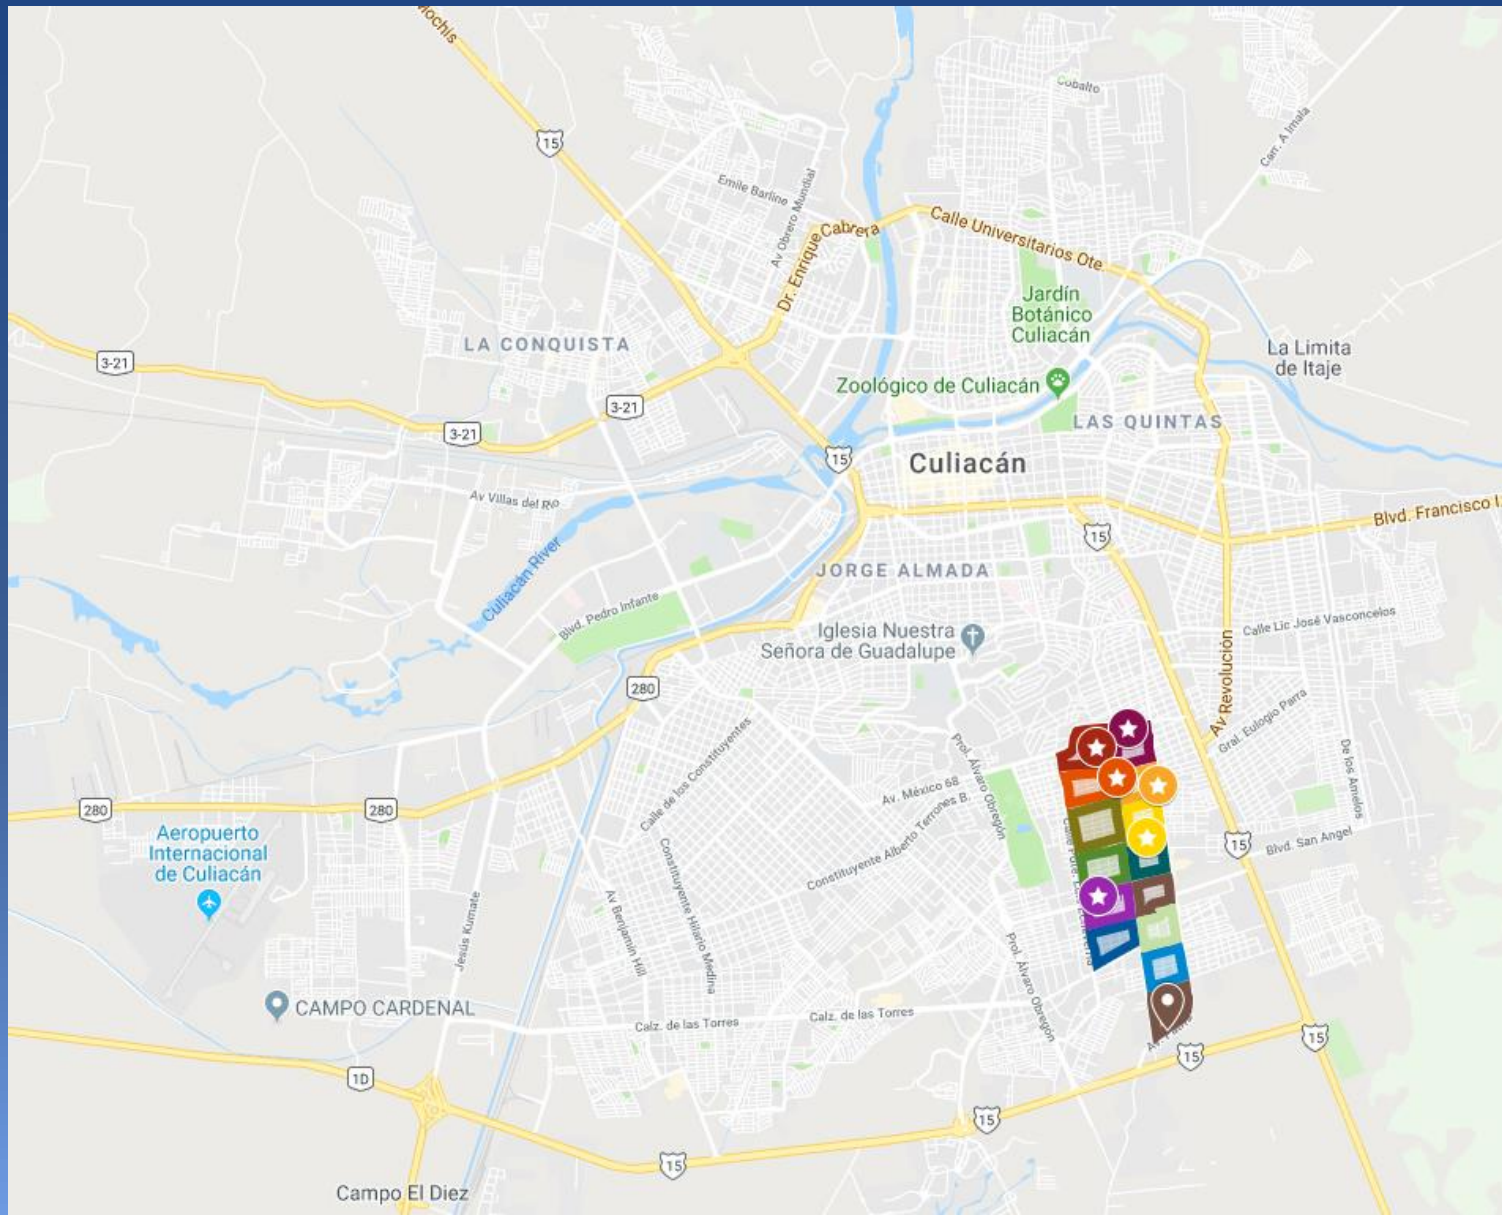 Mochis
Cobalto
15
Carr. A Imala
Emile Barline
Av Obrero Mundial
Dr. Enrique Cabrera
Calle Universitarios Ote.
Jardín
Botánico
Culiacán
LA CONQUISTA
3-21
La Limita
de Itaje
Zoológico de Culiacán
3-21
LAS QUINTAS
3-21
15
Culiacán
Av Villas del Río
Blvd. Francisco I.
15
Culiacán River
JORGE ALMADA
Blvd. Pedro Infante
Calle Lic José Vasconcelos
Iglesia Nuestra
Señora de Guadalupe
Av Revolución
280
Gral. Eulogio Parra
Calle de los Constituyentes
Prol. Álvaro Obregón
De los Angeles
Av. México 68
280
280
Constituyente Alberto Terrones B.
Aeropuerto
Internacional
de Culiacán
15
Blvd. San Angel
Constituyente Hilario Medina
Av Benjamin Hill
Jesús Kumate
Prol. Álvaro Obregón
CAMPO CARDENAL
Calz. de las Torres
Calz. de las Torres
15
15
1D
15
15
Campo El Diez